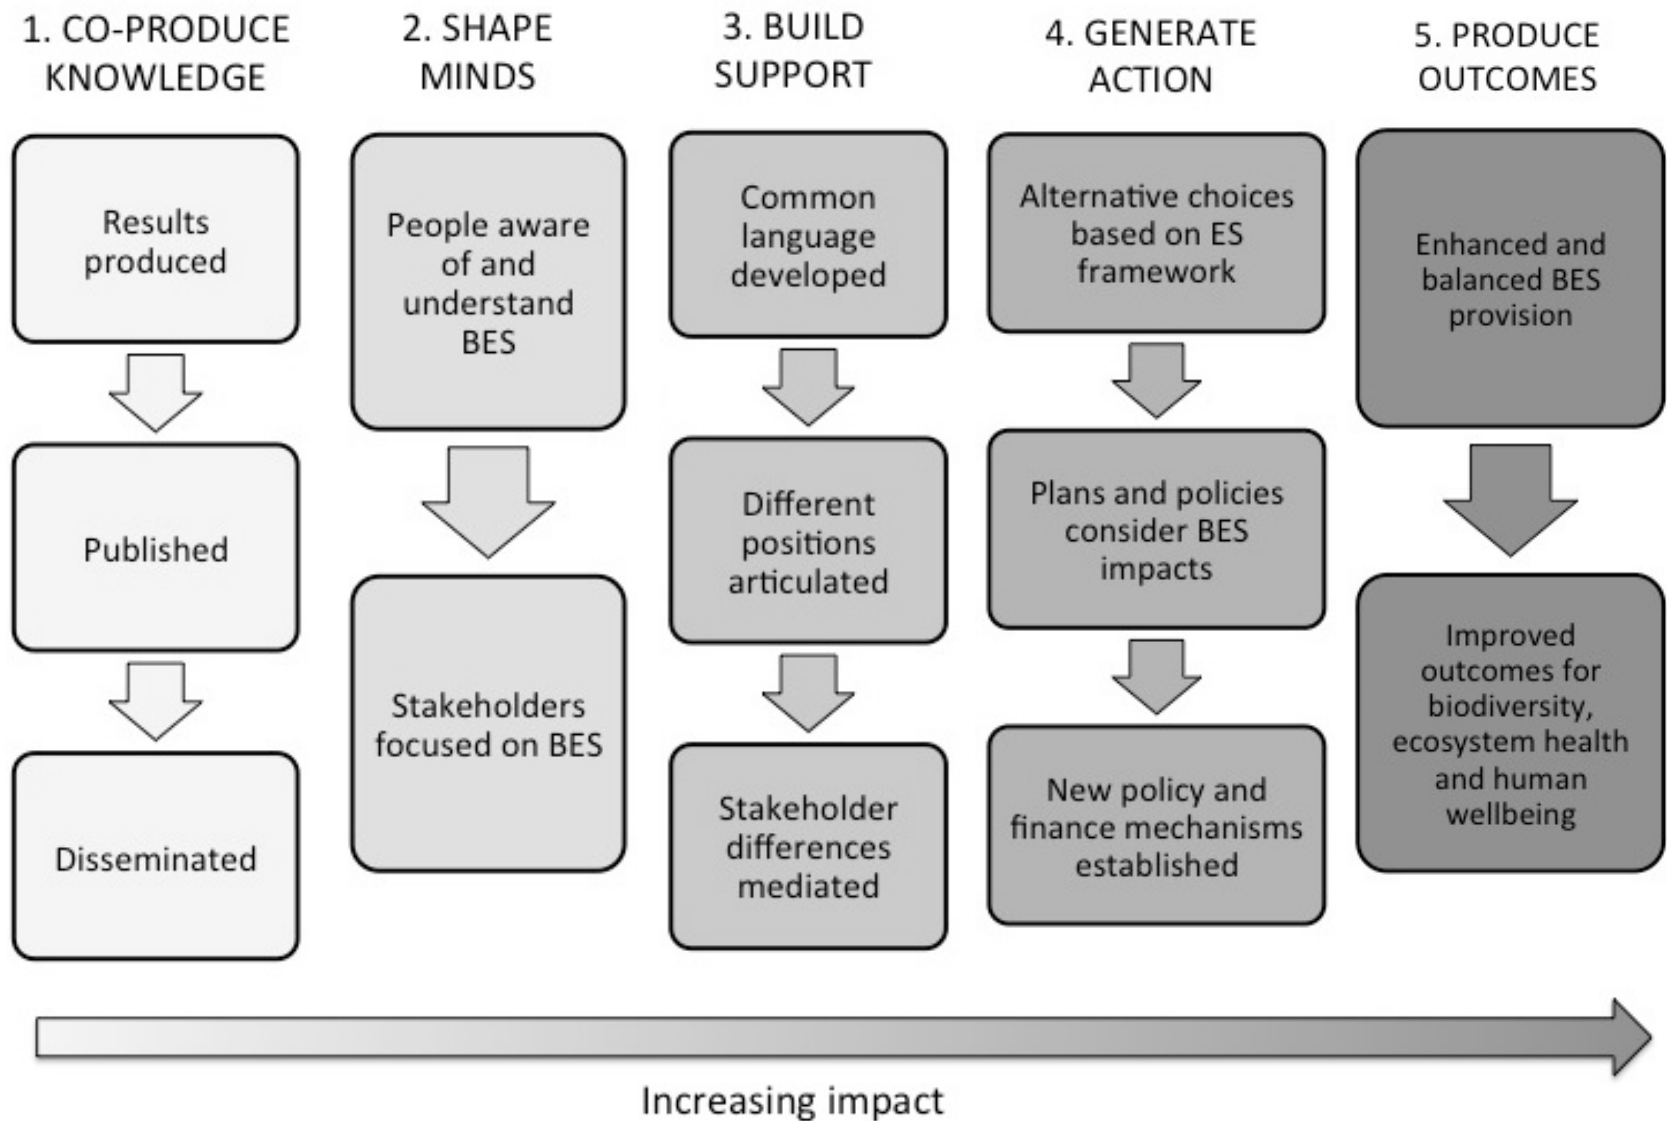 1. CO-PRODUCE
KNOWLEDGE
Results
produced
Published
Disseminated
2. SHAPE
MINDS
People aware
of and
understand
BES
Stakeholders
focused on BES
3. BUILD
SUPPORT
Common
language
developed
Different
positions
articulated
Stakeholder
differences
mediated
4. GENERATE
ACTION
Alternative choices
based on ES
framework
Plans and policies
consider BES
impacts
New policy and
finance mechanisms
established
5. PRODUCE
OUTCOMES
Enhanced and
balanced BES
provision
Improved
outcomes for
biodiversity,
ecosystem health
and human
wellbeing
Increasing impact